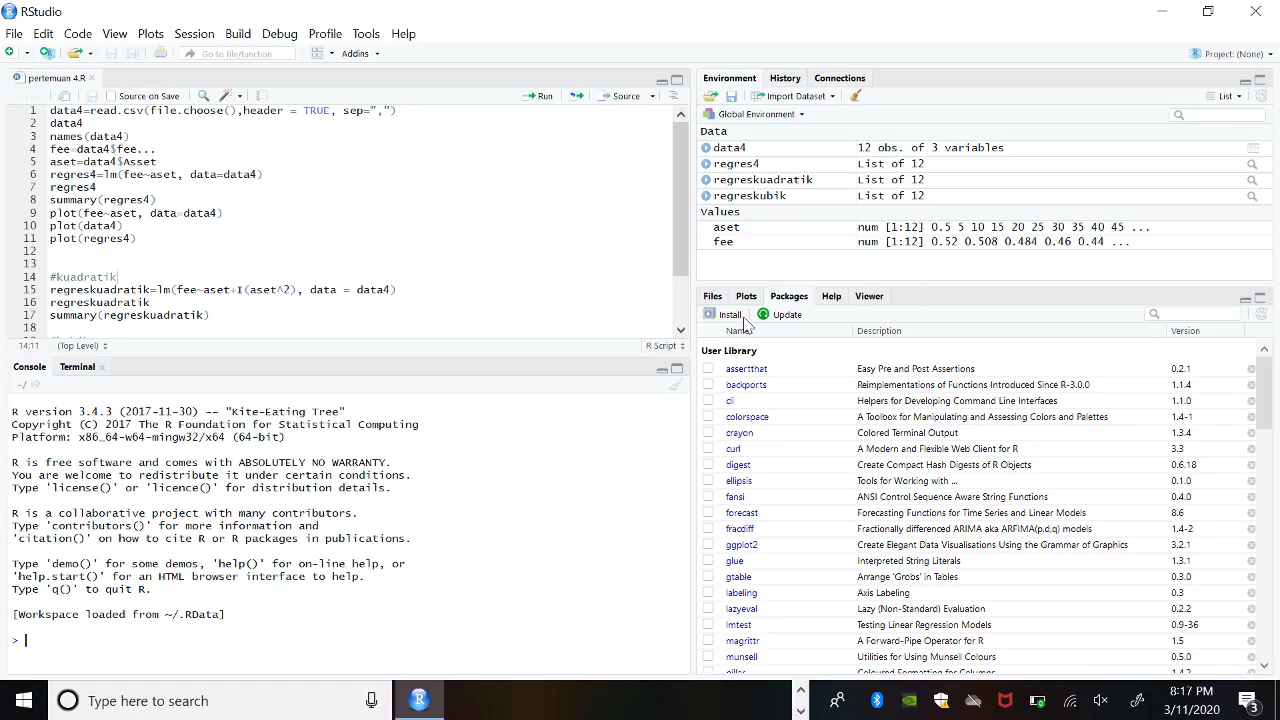 RStudio
File Edit Code View Plots Session Build Debug Profile Tools Help
Go to file/function Addins Project: (None)
pertemuan 4.R
Source on Save Run Source
1 data4=read.csv(file.choose(),header = TRUE, sep=",")
2 data4
3 names(data4)
4 fee=data4$fee...
5 aset=data4$Asset
6 regres4=lm(fee~aset, data=data4)
7 regres4
8 summary(regres4)
9 plot(fee~aset, data=data4)
10 plot(data4)
11 plot(regres4)
12
13
14 #kuadratik
15 regreskuadratik=lm(fee~aset+I(aset^2), data = data4)
16 regreskuadratik
17 summary(regreskuadratik)
18
14:11 (Top Level) R Script
Console Terminal
~/
R version 3.4.3 (2017-11-30) -- "Kite-Eating Tree"
Copyright (C) 2017 The R Foundation for Statistical Computing
Platform: x86_64-w64-mingw32/x64 (64-bit)
R is free software and comes with ABSOLUTELY NO WARRANTY.
You are welcome to redistribute it under certain conditions.
Type 'license()' or 'licence()' for distribution details.
R is a collaborative project with many contributors.
Type 'contributors()' for more information and
'citation()' on how to cite R or R packages in publications.
Type 'demo()' for some demos, 'help()' for on-line help, or
'help.start()' for an HTML browser interface to help.
Type 'q()' to quit R.
[Workspace loaded from ~/.RData]
>
Environment History Connections
Import Dataset List
Global Environment
Data
data4 12 obs. of 3 variables
regres4 List of 12
regreskuadratik List of 12
regreskubik List of 12
Values
aset num [1:12] 0.5 5 10 15 20 25 30 35 40 45 ...
fee num [1:12] 0.52 0.508 0.484 0.46 0.44 ...
Files Plots Packages Help Viewer
Install Update
Name Description Version
User Library
assertthat Easy Pre and Post Assertions 0.2.1
backports Reimplementations of Functions Introduced Since R-3.0.0 1.1.4
cli Helpers for Developing Command Line Interfaces 1.1.0
colorspace A Toolbox for Manipulating and Assessing Colors and Palettes 1.4-1
crayon Colored Terminal Output 1.3.4
curl A Modern and Flexible Web Client for R 3.3
digest Create Compact Hash Digests of R Objects 0.6.18
ellipsis Tools for Working with ... 0.1.0
fansi ANSI Control Sequence Aware String Functions 0.4.0
forecast Forecasting Functions for Time Series and Linear Models 8.6
fracdiff Fractionally differenced ARIMA aka ARFIMA(p,d,q) models 1.4-2
ggplot2 Create Elegant Data Visualisations Using the Grammar of Graphics 3.2.1
glue Interpreted String Literals 1.3.1
gtable Arrange 'Grobs' in Tables 0.3.0
labeling Axis Labeling 0.3
lazyeval Lazy (Non-Standard) Evaluation 0.2.2
lmtest Testing Linear Regression Models 0.9-36
magrittr A Forward-Pipe Operator for R 1.5
munsell Utilities for Using Munsell Colours 0.5.0
pillar Coloured Formatting for Columns 1.4.2
Type here to search
8:17 PM
3/11/2020
3